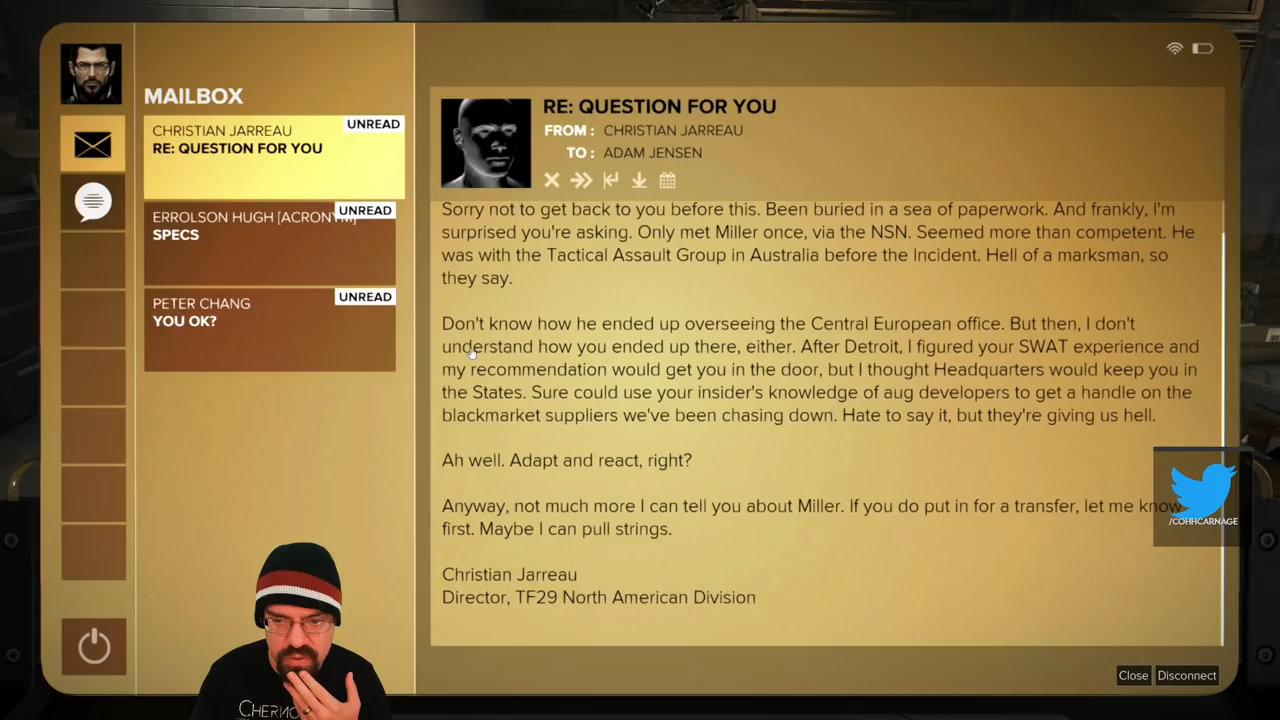 MAILBOX
CHRISTIAN JARREAU
UNREAD
RE: QUESTION FOR YOU
ERROLSON HUGH [ACRONYM]
UNREAD
SPECS
PETER CHANG
UNREAD
YOU OK?
RE: QUESTION FOR YOU
FROM : CHRISTIAN JARREAU
TO : ADAM JENSEN
Sorry not to get back to you before this. Been buried in a sea of paperwork. And frankly, I'm
surprised you're asking. Only met Miller once, via the NSN. Seemed more than competent. He
was with the Tactical Assault Group in Australia before the Incident. Hell of a marksman, so
they say.
Don't know how he ended up overseeing the Central European office. But then, I don't
understand how you ended up there, either. After Detroit, I figured your SWAT experience and
my recommendation would get you in the door, but I thought Headquarters would keep you in
the States. Sure could use your insider's knowledge of aug developers to get a handle on the
blackmarket suppliers we've been chasing down. Hate to say it, but they're giving us hell.
Ah well. Adapt and react, right?
Anyway, not much more I can tell you about Miller. If you do put in for a transfer, let me know
first. Maybe I can pull strings.
Christian Jarreau
Director, TF29 North American Division
/COHHCARNAGE
Close Disconnect